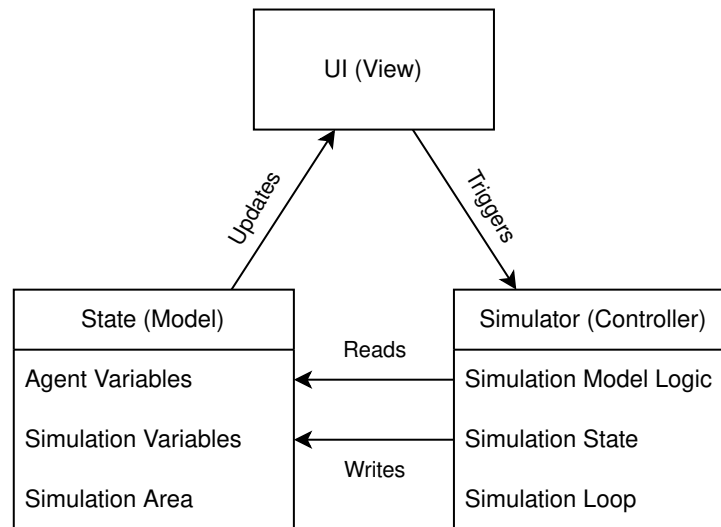 UI (View)
Updates
Triggers
State (Model)
Simulator (Controller)
Reads
Agent Variables
Simulation Model Logic
Simulation Variables
Simulation State
Writes
Simulation Area
Simulation Loop